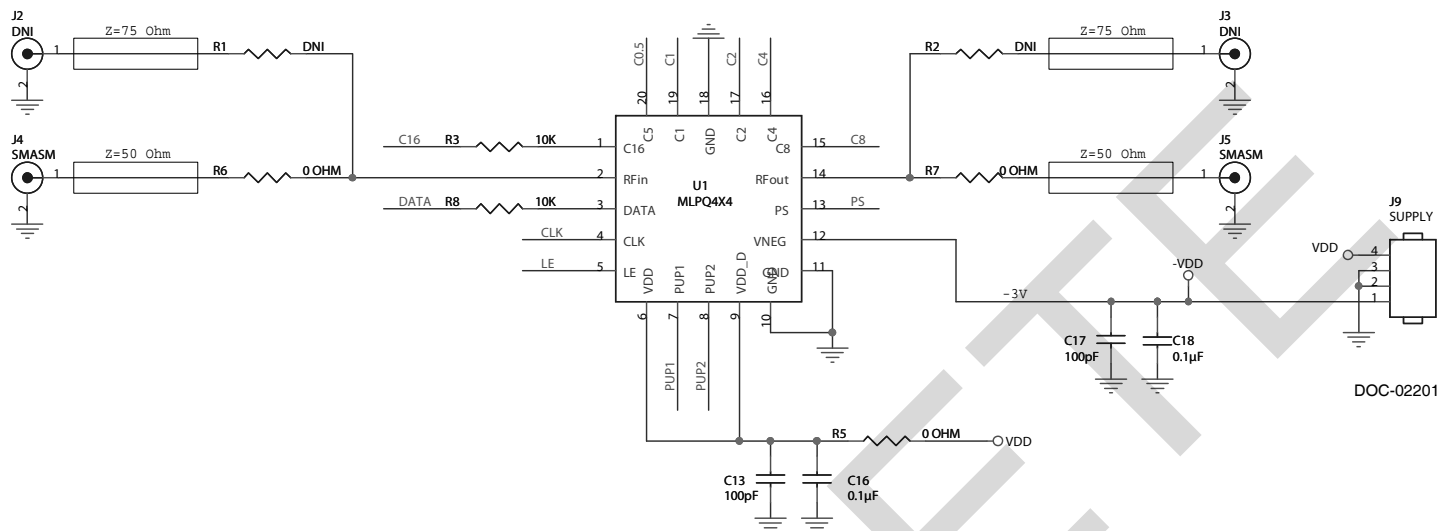 J2
DNI
1
Z=75 Ohm
R1
DNI
2
J4
SMASM
1
Z=50 Ohm
R6
0 OHM
2
C16
R3
10K
DATA
R8
10K
CLK
LE
C0.5
C1
C2
C4
20
19
18
17
16
C5
C1
GND
C2
C4
1
C16
2
RFin
3
DATA
4
CLK
5
LE
U1
MLPQ4X4
C8
15
C8
RFout
14
PS
13
PS
VNEG
12
GND
11
VDD
PUP1
PUP2
VDD_D
GND
6
7
8
9
10
PUP1
PUP2
R2
DNI
Z=75 Ohm
1
J3
DNI
2
R7
0 OHM
Z=50 Ohm
1
J5
SMASM
2
J9
SUPPLY
VDD
4
3
2
1
-VDD
-3V
C17
100pF
C18
0.1µF
DOC-02201
R5
0 OHM
VDD
C13
100pF
C16
0.1µF